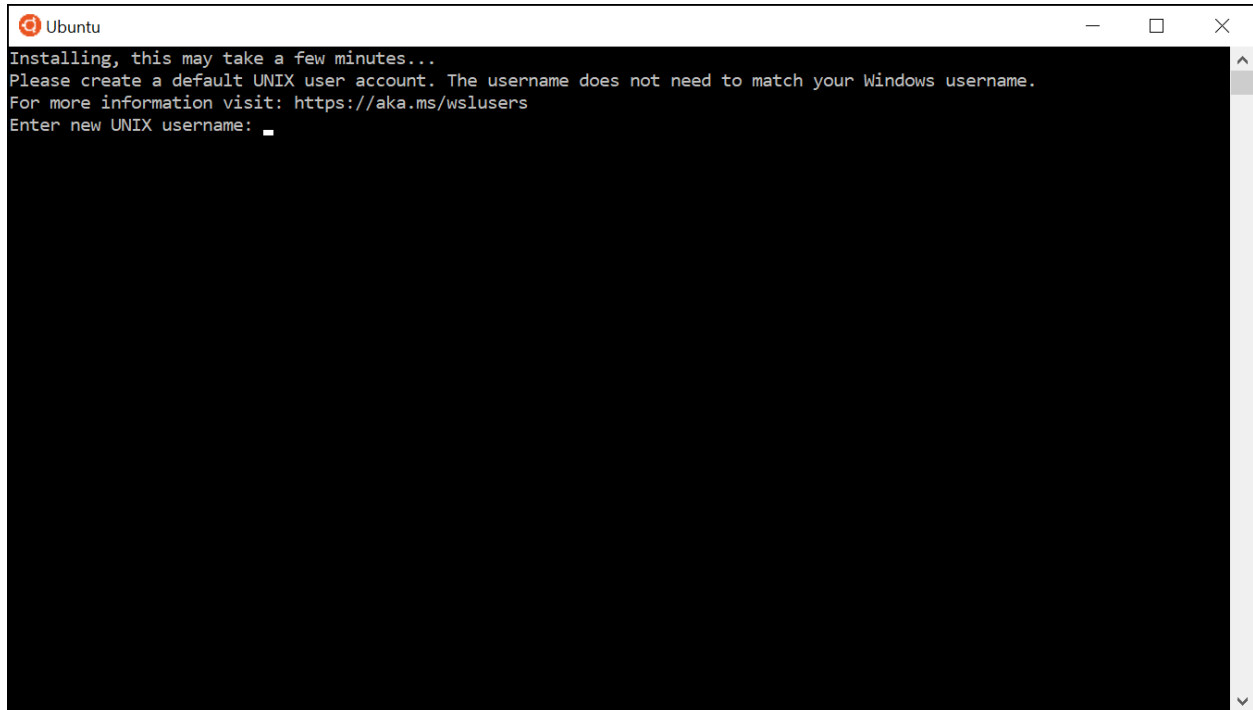 Ubuntu
Installing, this may take a few minutes...
Please create a default UNIX user account. The username does not need to match your Windows username.
For more information visit: https://aka.ms/wslusers
Enter new UNIX username: